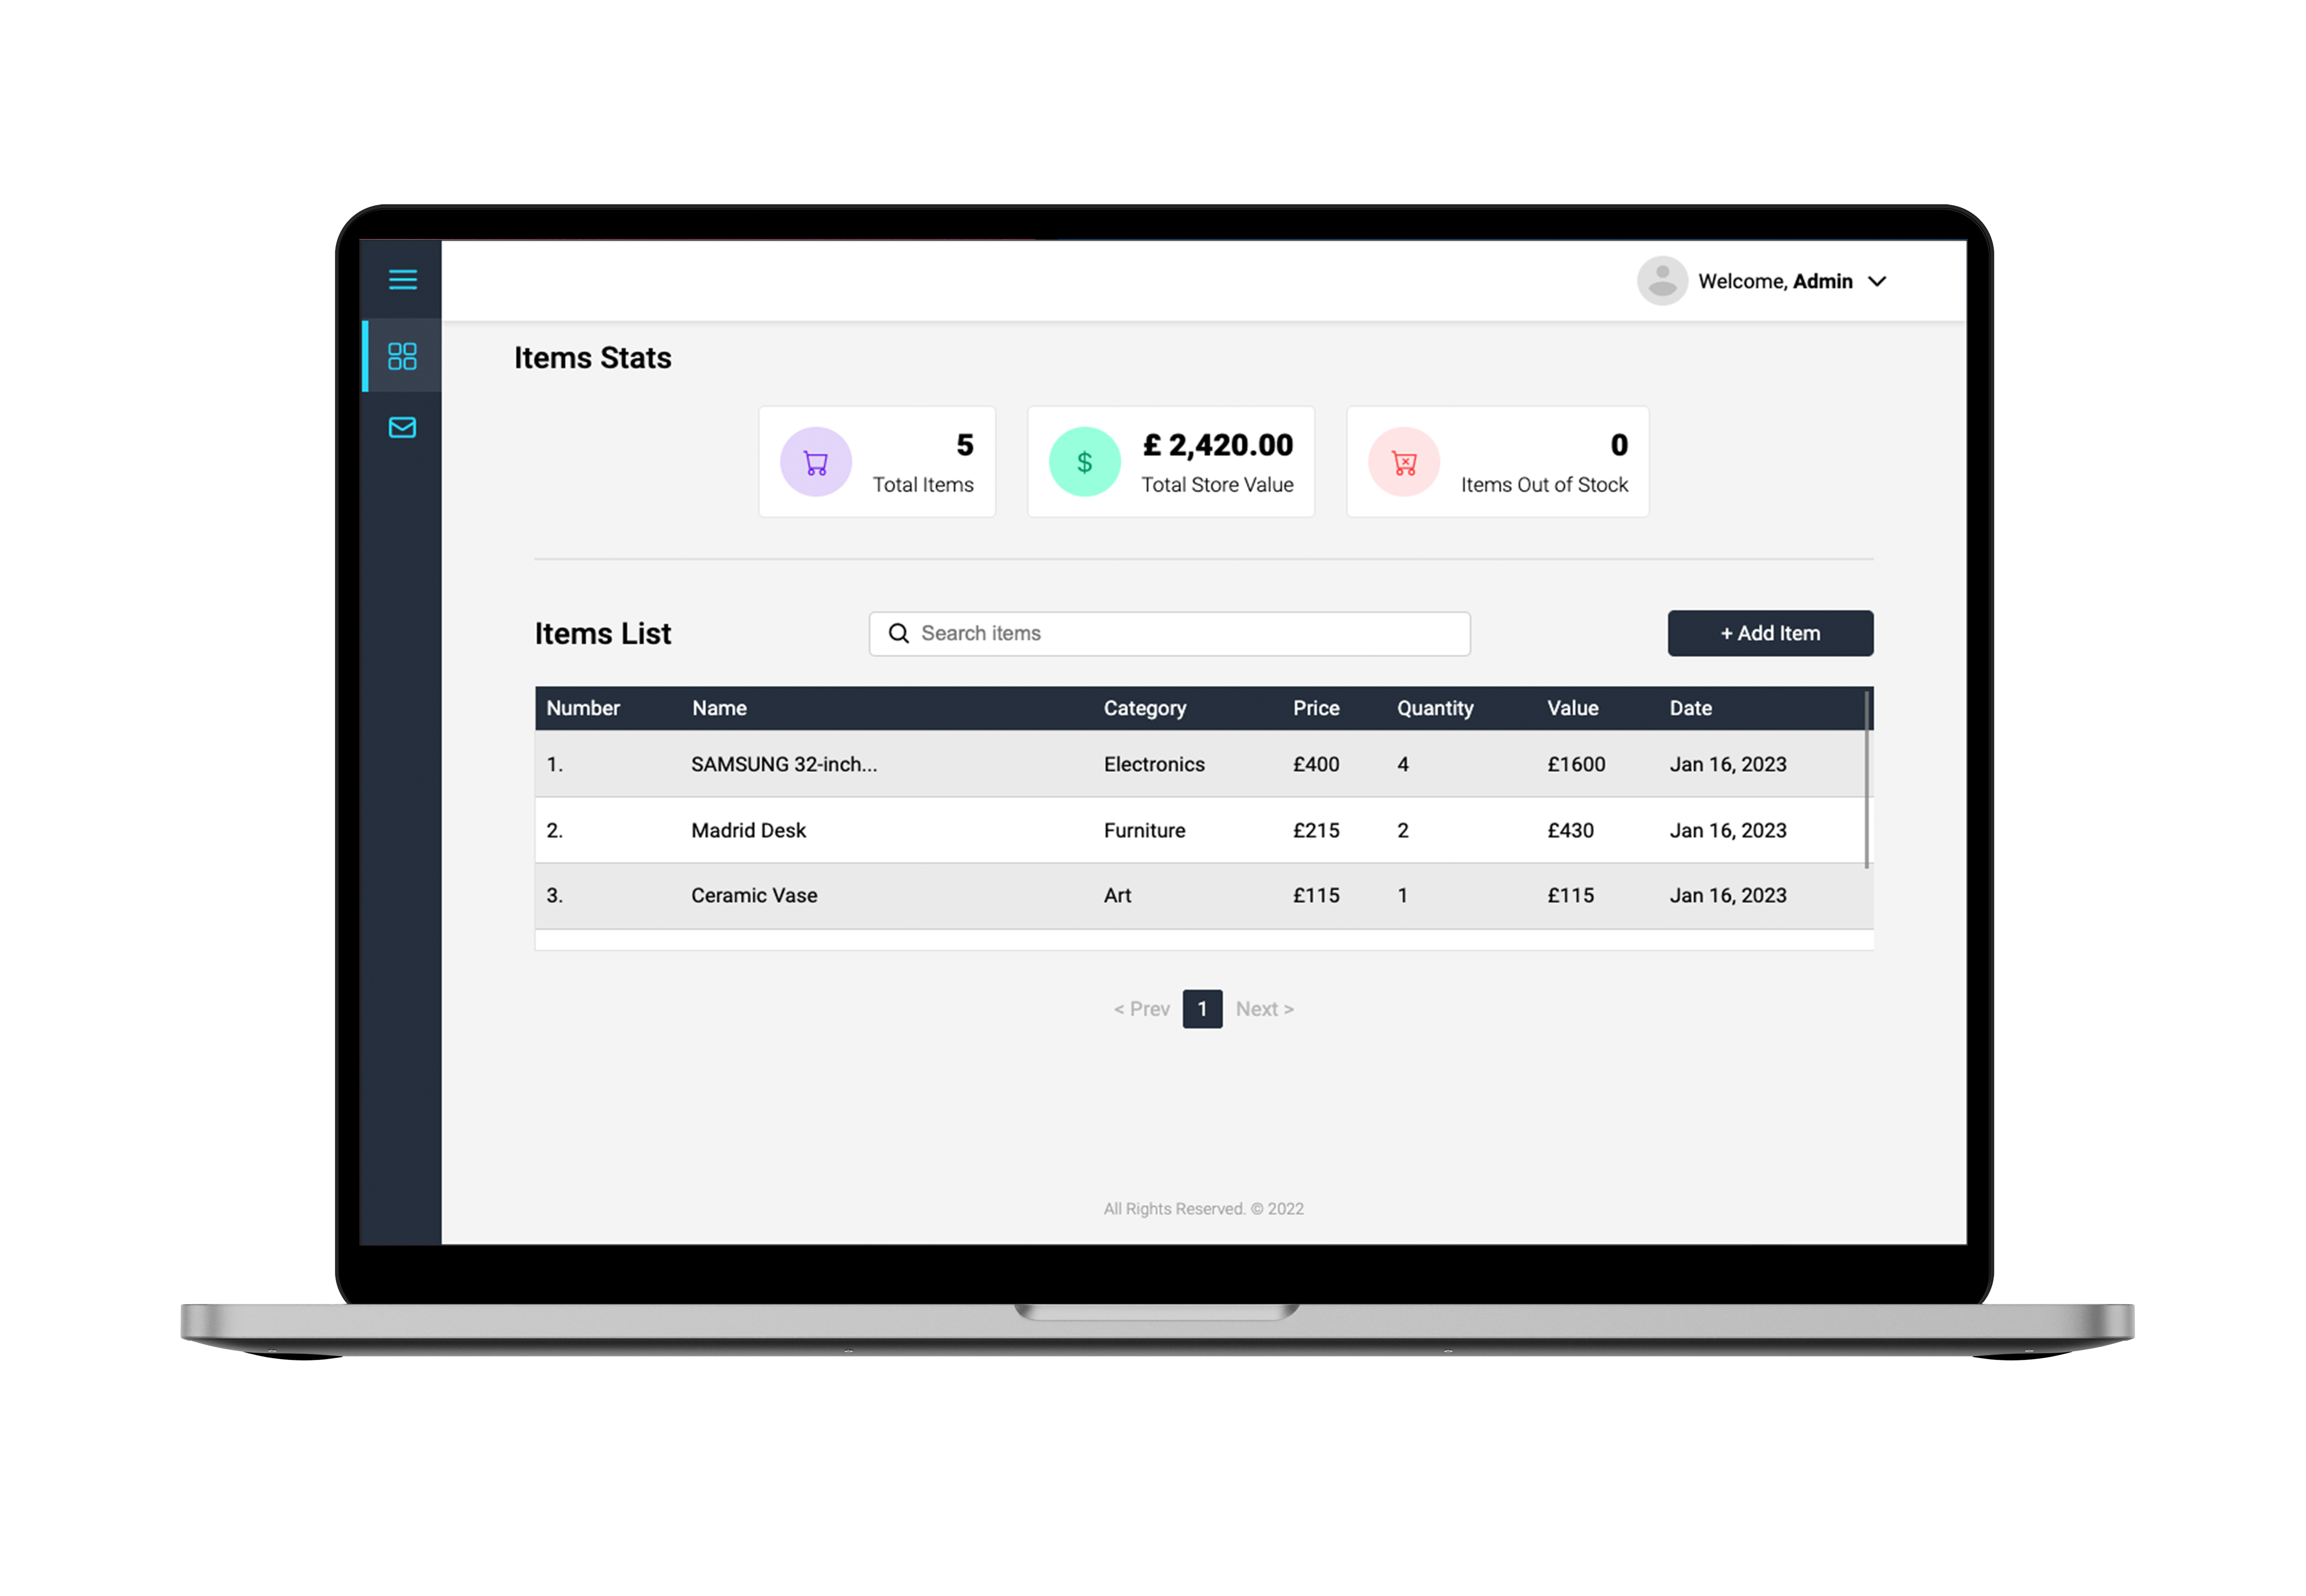 Welcome, Admin
Items Stats
5
Total Items
$
£ 2,420.00
Total Store Value
0
Items Out of Stock
Items List
Search items
+ Add Item
Number Name Category Price Quantity Value Date
1. SAMSUNG 32-inch... Electronics £400 4 £1600 Jan 16, 2023
2. Madrid Desk Furniture £215 2 £430 Jan 16, 2023
3. Ceramic Vase Art £115 1 £115 Jan 16, 2023
< Prev 1 Next >
All Rights Reserved. © 2022